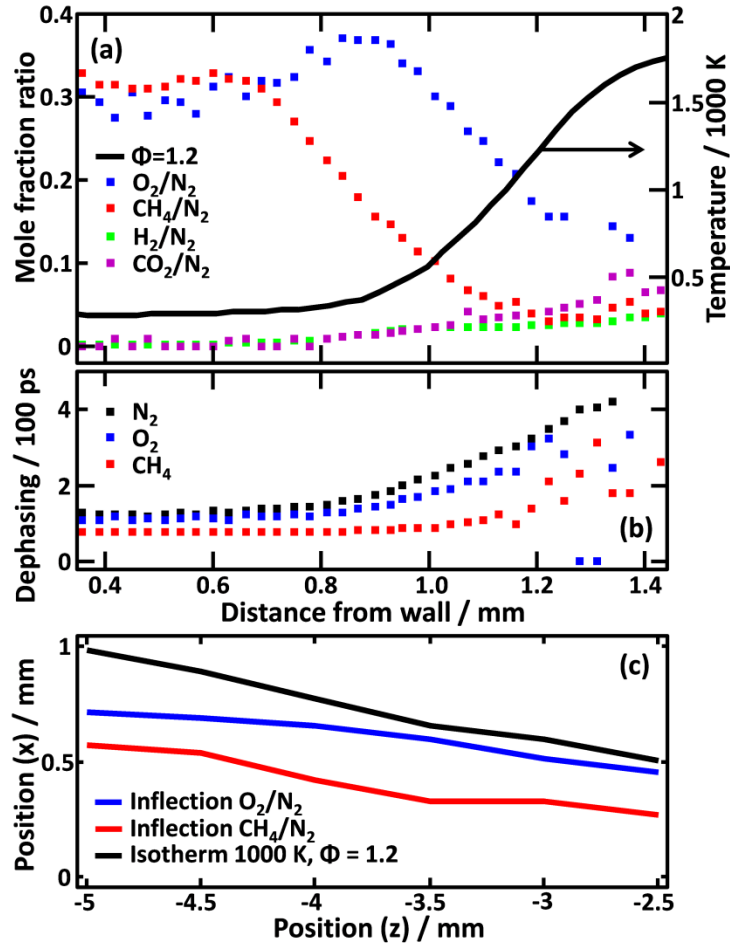 (a)
Mole fraction ratio
0.4
0.3
0.2
0.1
0
Φ=1.2
O₂/N₂
CH₄/N₂
H₂/N₂
CO₂/N₂
2
1.5
1
0.5
Temperature / 1000 K
(b)
Dephasing / 100 ps
4
2
0
N₂
O₂
CH₄
0.4 0.6 0.8 1.0 1.2 1.4
Distance from wall / mm
(c)
Position (x) / mm
1
0.5
0
Inflection O₂/N₂
Inflection CH₄/N₂
Isotherm 1000 K, Φ = 1.2
-5 -4.5 -4 -3.5 -3 -2.5
Position (z) / mm